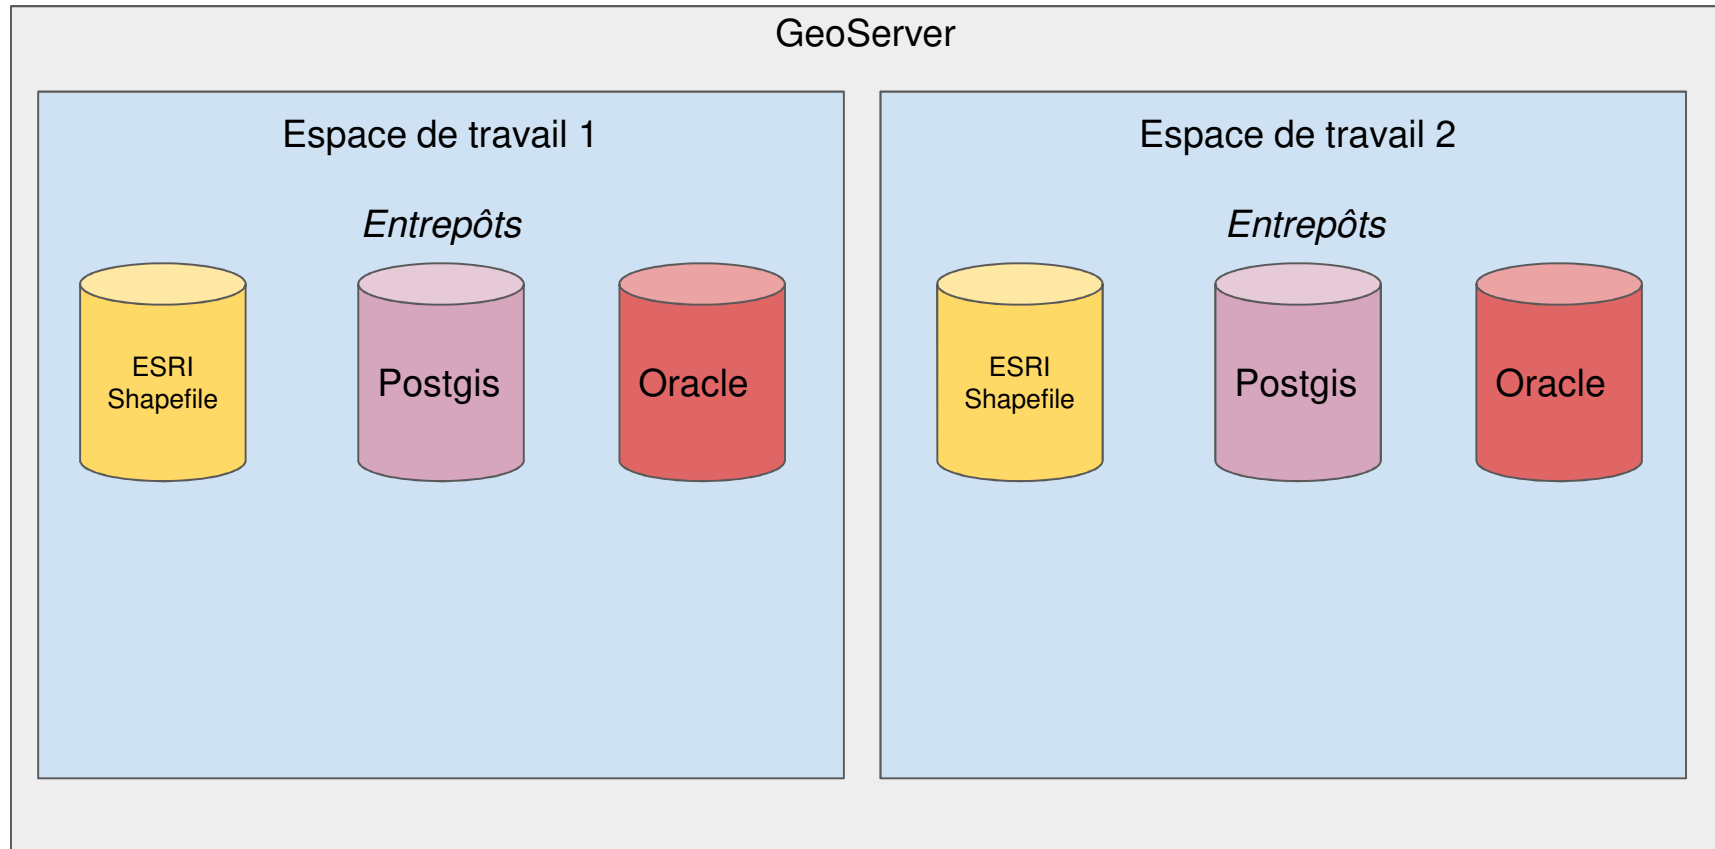 GeoServer
Espace de travail 1
Entrepôts
ESRI
Shapefile
Postgis
Oracle
Espace de travail 2
Entrepôts
ESRI
Shapefile
Postgis
Oracle